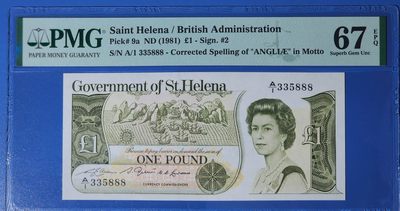 PMG
PAPER MONEY GUARANTY
Saint Helena / British Administration
Pick# 9a ND (1981) £1 - Sign. #2
S/N A/1 335888 - Corrected Spelling of "ANGLIÆ" in Motto
67 EPQ
Superb Gem Unc
Government of St.Helena
A/1 335888
£1
£1
ONE POUND
A/1 335888
CURRENCY COMMISSIONERS